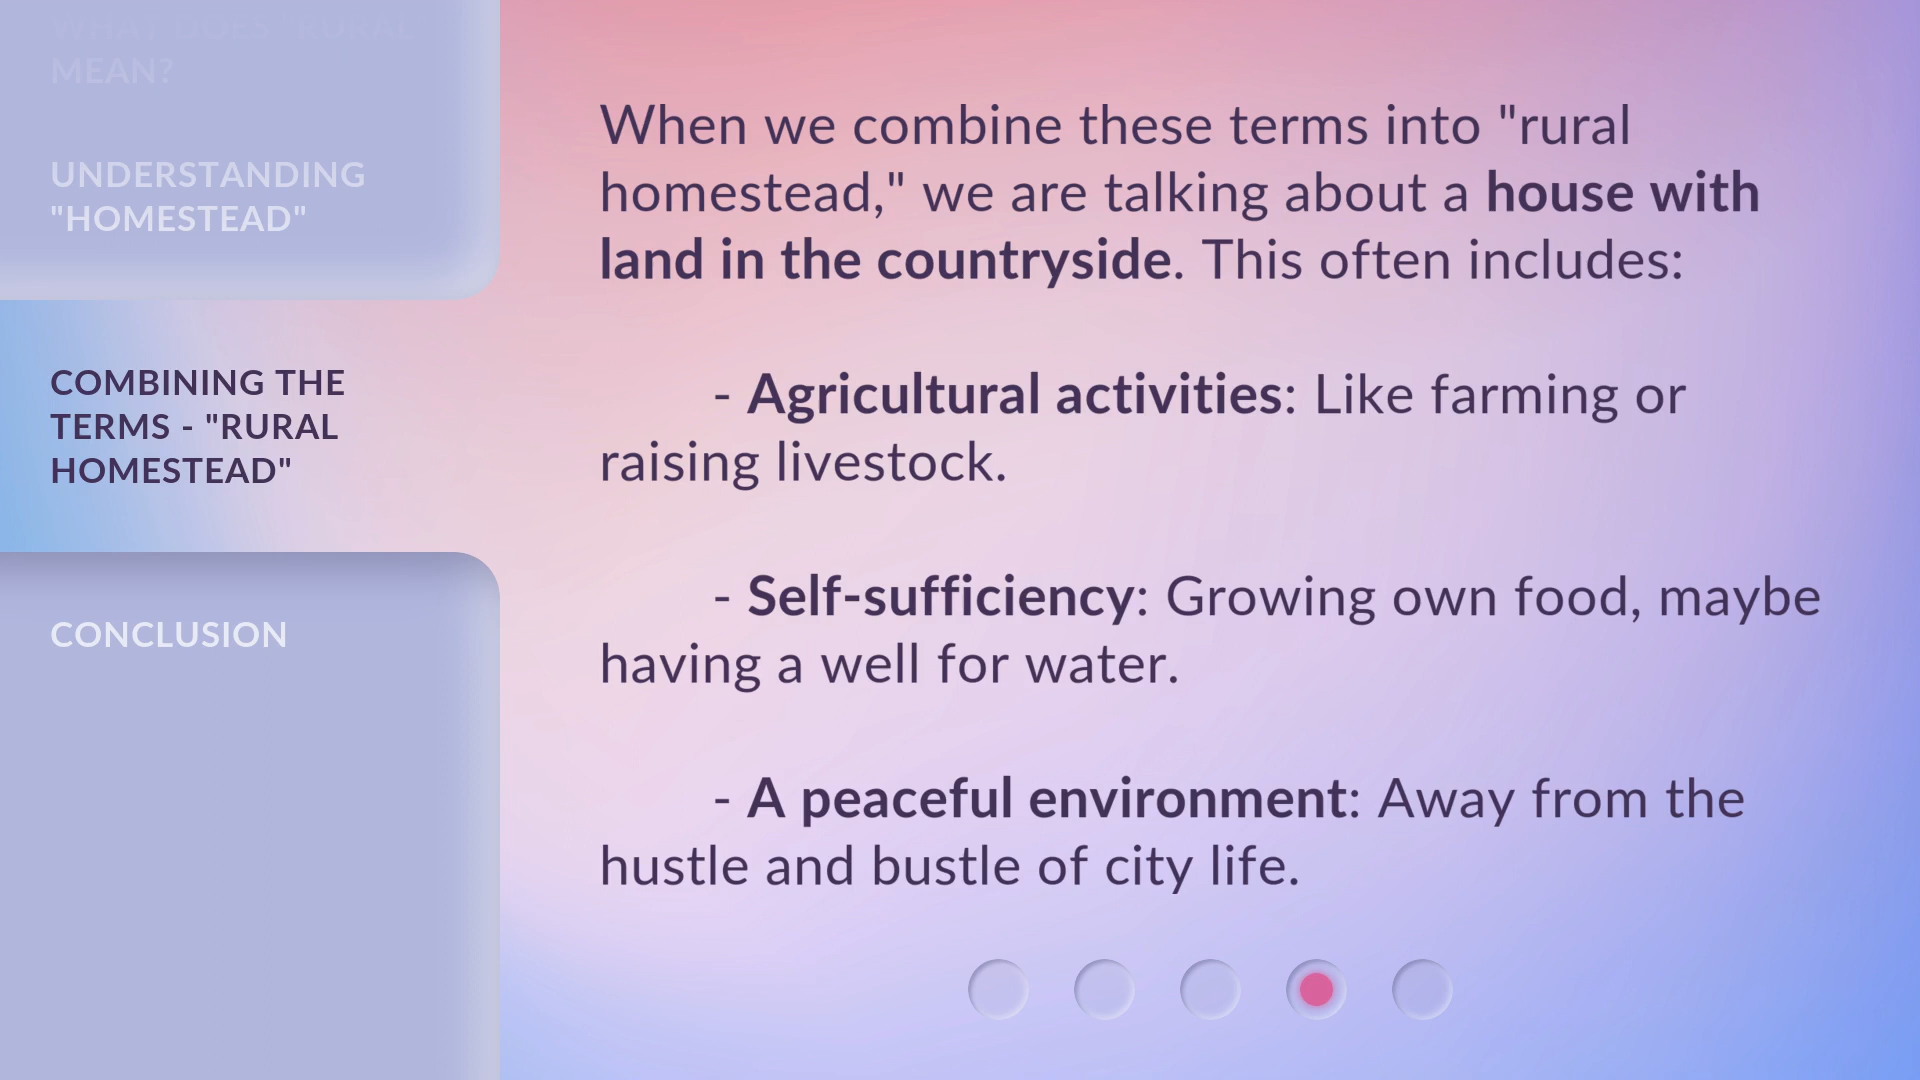 WHAT DOES "RURAL"
MEAN?
UNDERSTANDING
"HOMESTEAD"
COMBINING THE
TERMS - "RURAL
HOMESTEAD"
CONCLUSION
When we combine these terms into "rural
homestead," we are talking about a house with
land in the countryside. This often includes:
- Agricultural activities: Like farming or
raising livestock.
- Self-sufficiency: Growing own food, maybe
having a well for water.
- A peaceful environment: Away from the
hustle and bustle of city life.